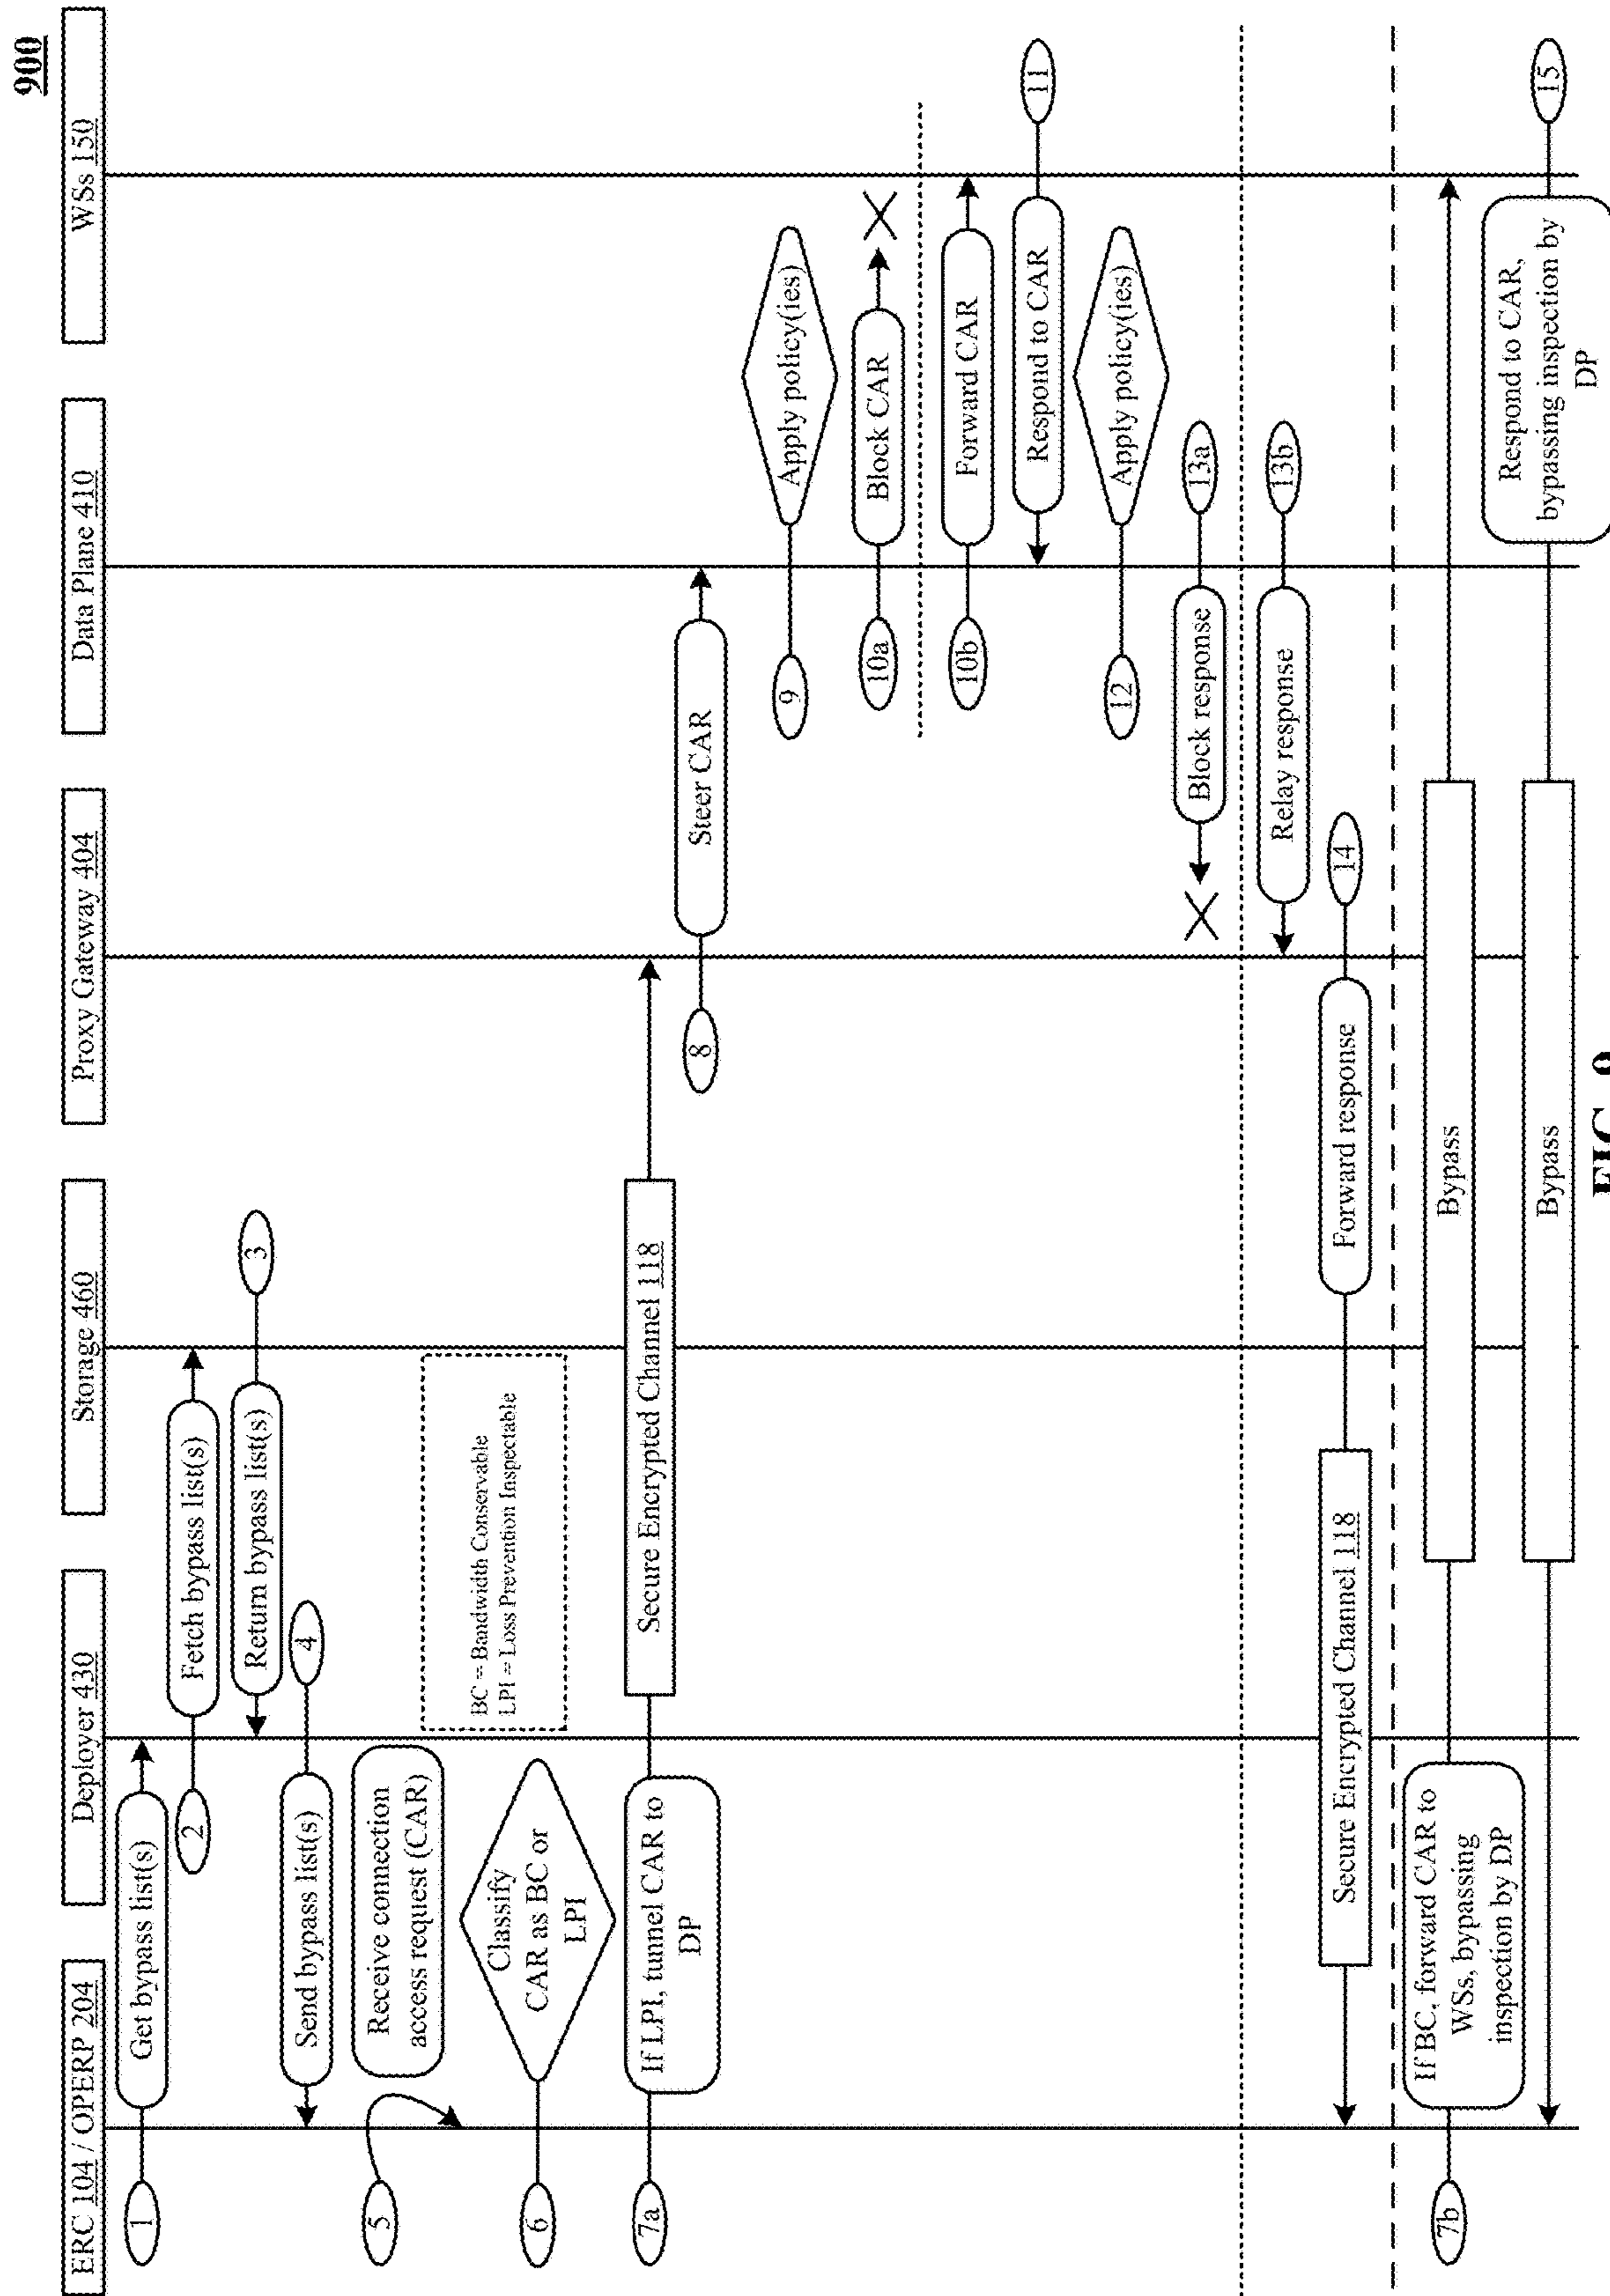 900
ERC 104 / OPERP 204
Deployer 430
Storage 460
Proxy Gateway 404
Data Plane 410
WSs 150
1
Get bypass list(s)
2
Fetch bypass list(s)
Return bypass list(s)
3
Send bypass list(s)
4
5
Receive connection
access request (CAR)
BC = Bandwidth Conservable
LPI = Loss Prevention Inspectable
6
Classify
CAR as BC or
LPI
7a
If LPI, tunnel CAR to
DP
Secure Encrypted Channel 118
8
Steer CAR
9
Apply policy(ies)
10a
Block CAR
10b
Forward CAR
Respond to CAR
11
12
Apply policy(ies)
Block response
13a
Relay response
13b
Secure Encrypted Channel 118
Forward response
14
7b
If BC, forward CAR to
WSs, bypassing
inspection by DP
Bypass
Bypass
Respond to CAR,
bypassing inspection by
DP
15
FIG. 9